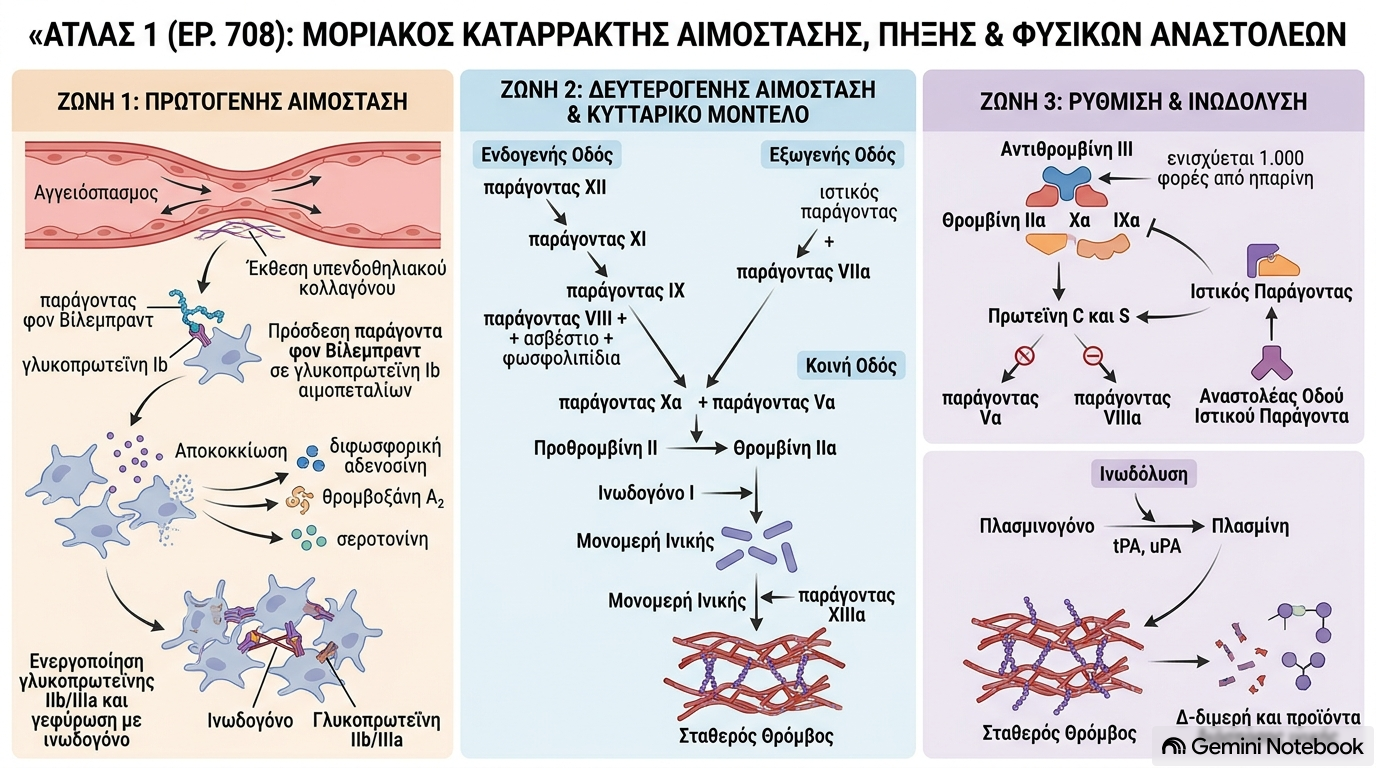 «ΑΤΛΑΣ 1 (ΕΡ. 708): ΜΟΡΙΑΚΟΣ ΚΑΤΑΡΡΑΚΤΗΣ ΑΙΜΟΣΤΑΣΗΣ, ΠΗΞΗΣ & ΦΥΣΙΚΩΝ ΑΝΑΣΤΟΛΕΩΝ
ΖΩΝΗ 1: ΠΡΩΤΟΓΕΝΗΣ ΑΙΜΟΣΤΑΣΗ
Αγγειόσπασμος
Έκθεση υπενδοθηλιακού
κολλαγόνου
παράγοντας
φον Βίλεμπραντ
γλυκοπρωτεΐνη Ib
Πρόσδεση παράγοντα
φον Βίλεμπραντ
σε γλυκοπρωτεΐνη Ib
αιμοπεταλίων
Αποκοκκίωση
διφωσφορική
αδενοσίνη
θρομβοξάνη A₂
σεροτονίνη
Ενεργοποίηση
γλυκοπρωτεΐνης
IIb/IIIa και
γεφύρωση με
ινωδογόνο
Ινωδογόνο
Γλυκοπρωτεΐνη
IIb/IIIa
ΖΩΝΗ 2: ΔΕΥΤΕΡΟΓΕΝΗΣ ΑΙΜΟΣΤΑΣΗ
& ΚΥΤΤΑΡΙΚΟ ΜΟΝΤΕΛΟ
Ενδογενής Οδός
παράγοντας XII
παράγοντας XI
παράγοντας IX
παράγοντας VIII +
+ ασβέστιο +
φωσφολιπίδια
Εξωγενής Οδός
ιστικός
παράγοντας
+
παράγοντας VIIa
Κοινή Οδός
παράγοντας Xa + παράγοντας Va
Προθρομβίνη II
Θρομβίνη IIa
Ινωδογόνο I
Μονομερή Ινικής
Μονομερή Ινικής
παράγοντας
XIIIa
Σταθερός Θρόμβος
ΖΩΝΗ 3: ΡΥΘΜΙΣΗ & ΙΝΩΔΟΛΥΣΗ
Αντιθρομβίνη III
ενισχύεται 1.000
φορές από ηπαρίνη
Θρομβίνη IIa Xa IXa
Ιστικός Παράγοντας
Πρωτεΐνη C και S
παράγοντας
Va
παράγοντας
VIIIa
Αναστολέας Οδού
Ιστικού Παράγοντα
Ινωδόλυση
Πλασμινογόνο
Πλασμίνη
tPA, uPA
Σταθερός Θρόμβος
Δ-διμερή και προϊόντα
Gemini Notebook